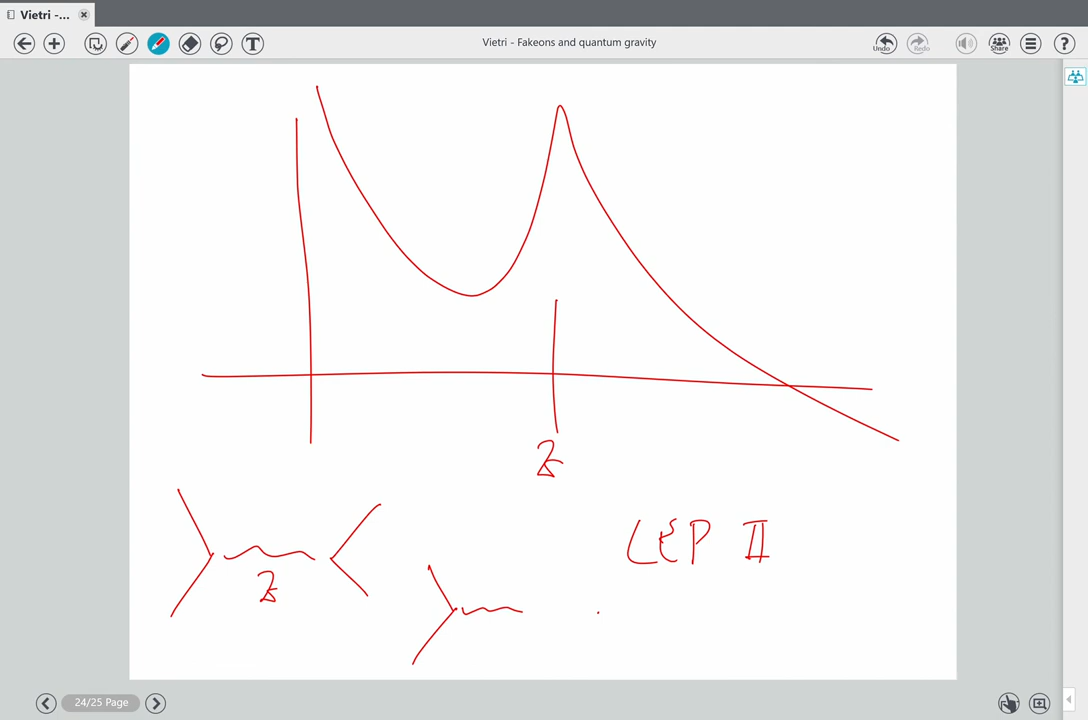 Vietri -...
Vietri - Fakeons and quantum gravity
Undo
Redo
Share
Z
LEP II
Z
24/25 Page